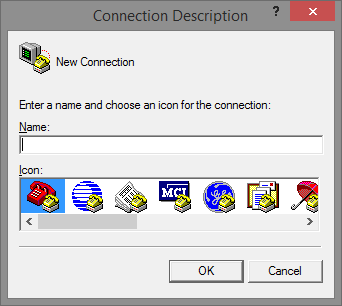 Connection Description
?
New Connection
Enter a name and choose an icon for the connection:
Name:
Icon:
MCI
OK
Cancel